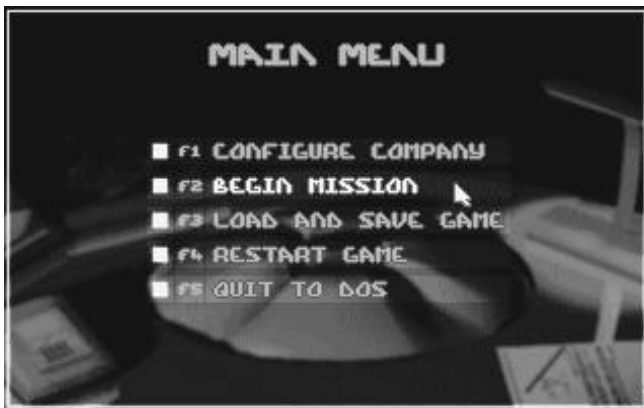 MAIN MENU
F1 CONFIGURE COMPANY
F2 BEGIN MISSION
F3 LOAD AND SAVE GAME
F4 RESTART GAME
F5 QUIT TO DOS